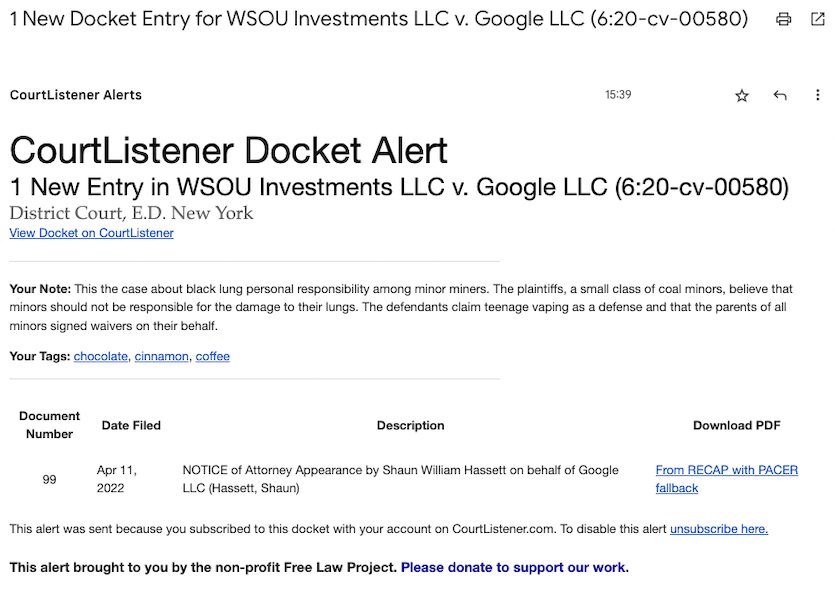 1 New Docket Entry for WSOU Investments LLC v. Google LLC (6:20-cv-00580)
CourtListener Alerts
15:39
CourtListener Docket Alert
1 New Entry in WSOU Investments LLC v. Google LLC (6:20-cv-00580)
District Court, E.D. New York
View Docket on CourtListener
Your Note: This the case about black lung personal responsibility among minor miners. The plaintiffs, a small class of coal minors, believe that
minors should not be responsible for the damage to their lungs. The defendants claim teenage vaping as a defense and that the parents of all
minors signed waivers on their behalf.
Your Tags: chocolate, cinnamon, coffee
Document
Number
Date Filed
Description
Download PDF
99
Apr 11,
2022
NOTICE of Attorney Appearance by Shaun William Hassett on behalf of Google
LLC (Hassett, Shaun)
From RECAP with PACER
fallback
This alert was sent because you subscribed to this docket with your account on CourtListener.com. To disable this alert unsubscribe here.
This alert brought to you by the non-profit Free Law Project. Please donate to support our work.